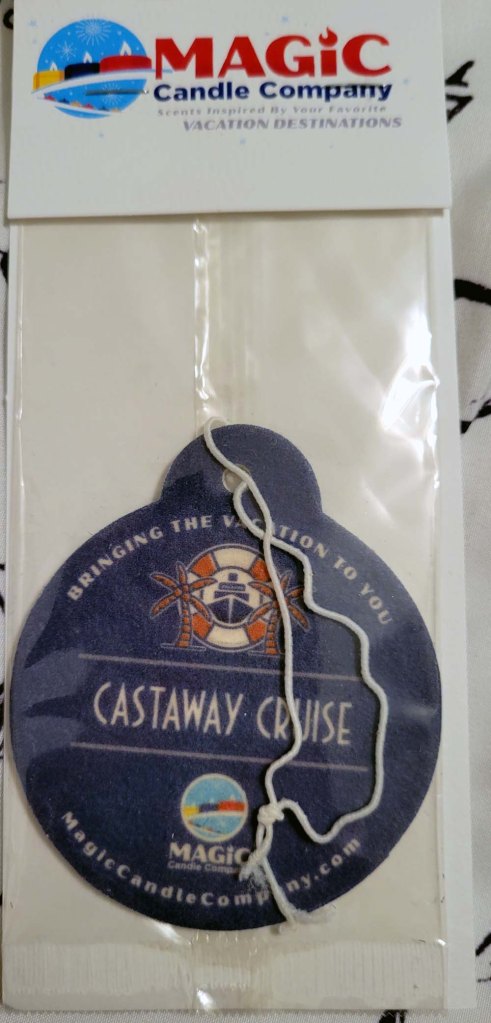 MAGiC
Candle Company
Scents Inspired By Your Favorite
VACATION DESTINATIONS
BRINGING THE VACATION TO YOU
CASTAWAY CRUISE
MAGiC
Candle Company
MagicCandleCompany.com